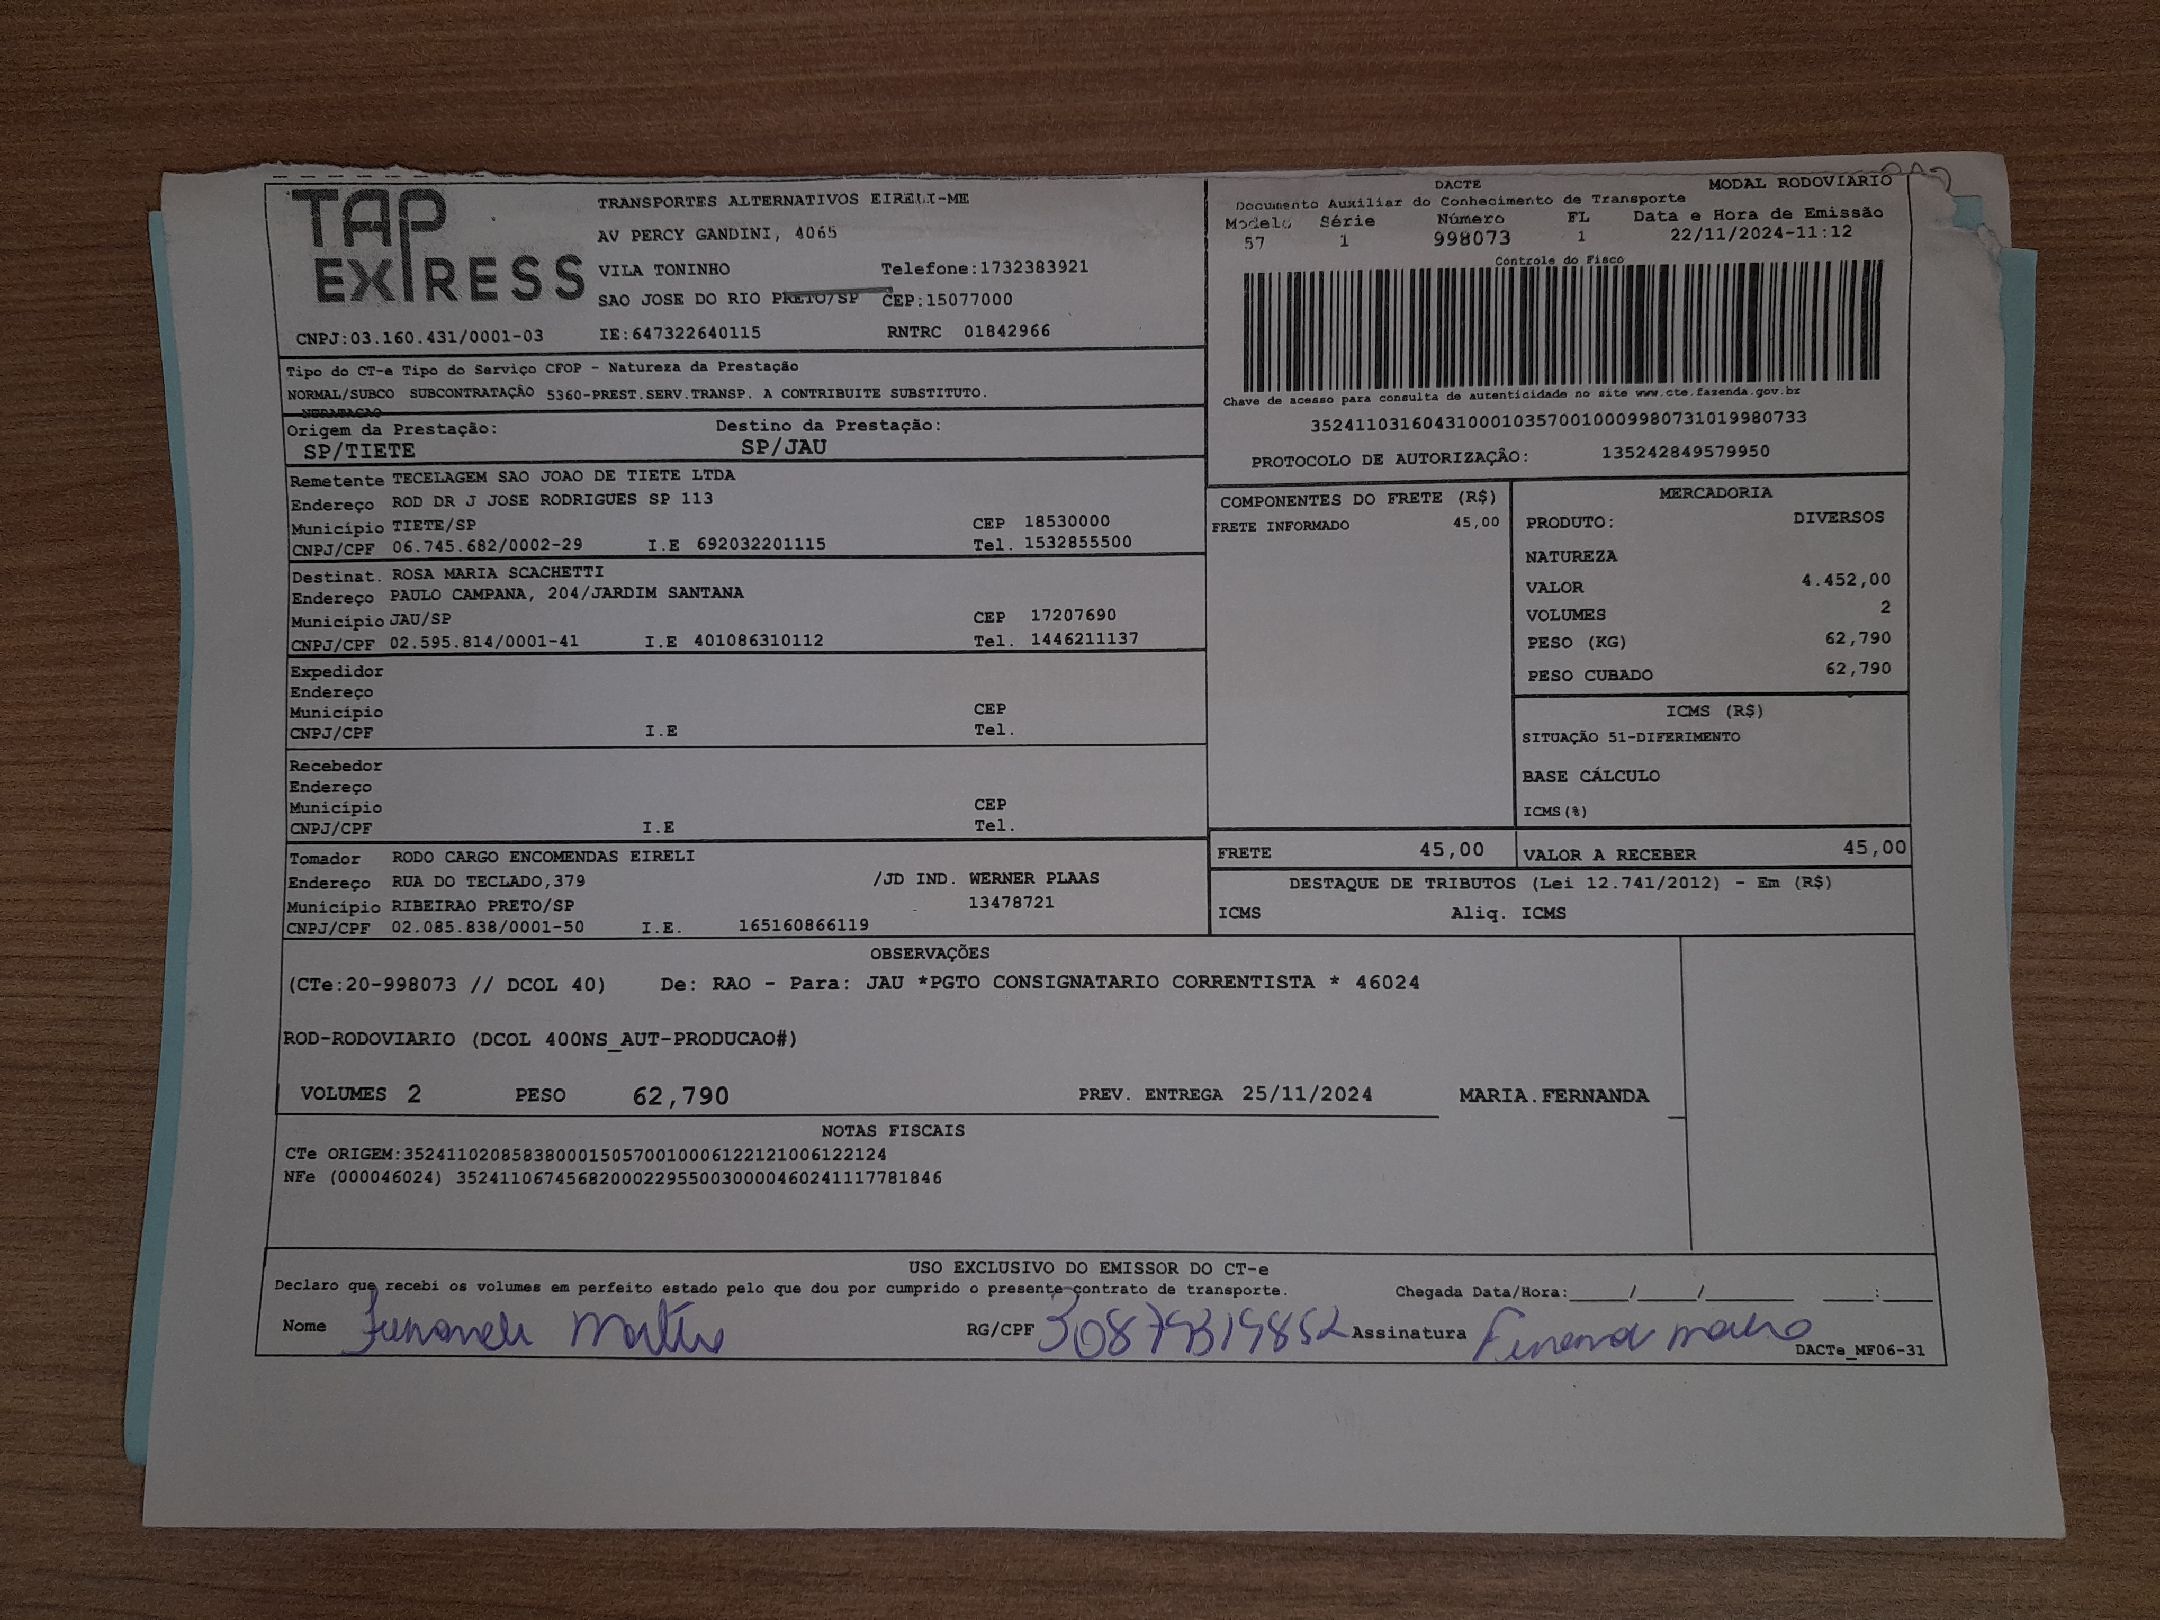 TAP EXPRESS
TRANSPORTES ALTERNATIVOS EIRELI-ME
AV PERCY GANDINI, 4065
VILA TONINHO Telefone:1732383921
SAO JOSE DO RIO PRETO/SP CEP:15077000
CNPJ:03.160.431/0001-03 IE:647322640115 RNTRC 01842966
DACTE MODAL RODOVIARIO
Documento Auxiliar do Conhecimento de Transporte
Modelo Série Número FL Data e Hora de Emissão
57 1 998073 1 22/11/2024-11:12
Controle do Fisco
Chave de acesso para consulta de autenticidade no site www.cte.fazenda.gov.br
35241103160431000103570010009980731019980733
PROTOCOLO DE AUTORIZAÇÃO: 135242849579950
Tipo do CT-e Tipo do Serviço CFOP - Natureza da Prestação
NORMAL/SUBCO SUBCONTRATAÇÃO 5360-PREST.SERV.TRANSP. A CONTRIBUITE SUBSTITUTO.
NTRATACAO
Origem da Prestação: Destino da Prestação:
SP/TIETE SP/JAU
Remetente TECELAGEM SAO JOAO DE TIETE LTDA
Endereço ROD DR J JOSE RODRIGUES SP 113
Município TIETE/SP CEP 18530000
CNPJ/CPF 06.745.682/0002-29 I.E 692032201115 Tel. 1532855500
Destinat. ROSA MARIA SCACHETTI
Endereço PAULO CAMPANA, 204/JARDIM SANTANA
Município JAU/SP CEP 17207690
CNPJ/CPF 02.595.814/0001-41 I.E 401086310112 Tel. 1446211137
Expedidor
Endereço
Município CEP
CNPJ/CPF I.E Tel.
Recebedor
Endereço
Município CEP
CNPJ/CPF I.E Tel.
Tomador RODO CARGO ENCOMENDAS EIRELI
Endereço RUA DO TECLADO,379 /JD IND. WERNER PLAAS
Município RIBEIRAO PRETO/SP 13478721
CNPJ/CPF 02.085.838/0001-50 I.E. 165160866119
COMPONENTES DO FRETE (R$)
FRETE INFORMADO 45,00
MERCADORIA
PRODUTO: DIVERSOS
NATUREZA
VALOR 4.452,00
VOLUMES 2
PESO (KG) 62,790
PESO CUBADO 62,790
ICMS (R$)
SITUAÇÃO 51-DIFERIMENTO
BASE CÁLCULO
ICMS(%)
FRETE 45,00 VALOR A RECEBER 45,00
DESTAQUE DE TRIBUTOS (Lei 12.741/2012) - Em (R$)
ICMS Aliq. ICMS
OBSERVAÇÕES
(CTe:20-998073 // DCOL 40) De: RAO - Para: JAU *PGTO CONSIGNATARIO CORRENTISTA * 46024
ROD-RODOVIARIO (DCOL 400NS_AUT-PRODUCAO#)
VOLUMES 2 PESO 62,790 PREV. ENTREGA 25/11/2024 MARIA.FERNANDA
NOTAS FISCAIS
CTe ORIGEM:35241102085838000150570010006122121006122124
NFe (000046024) 35241106745682000229550030000460241117781846
USO EXCLUSIVO DO EMISSOR DO CT-e
Declaro que recebi os volumes em perfeito estado pelo que dou por cumprido o presente contrato de transporte. Chegada Data/Hora:____/____/______ ____:____
Nome RG/CPF 30879319852 Assinatura
DACTe_MF06-31